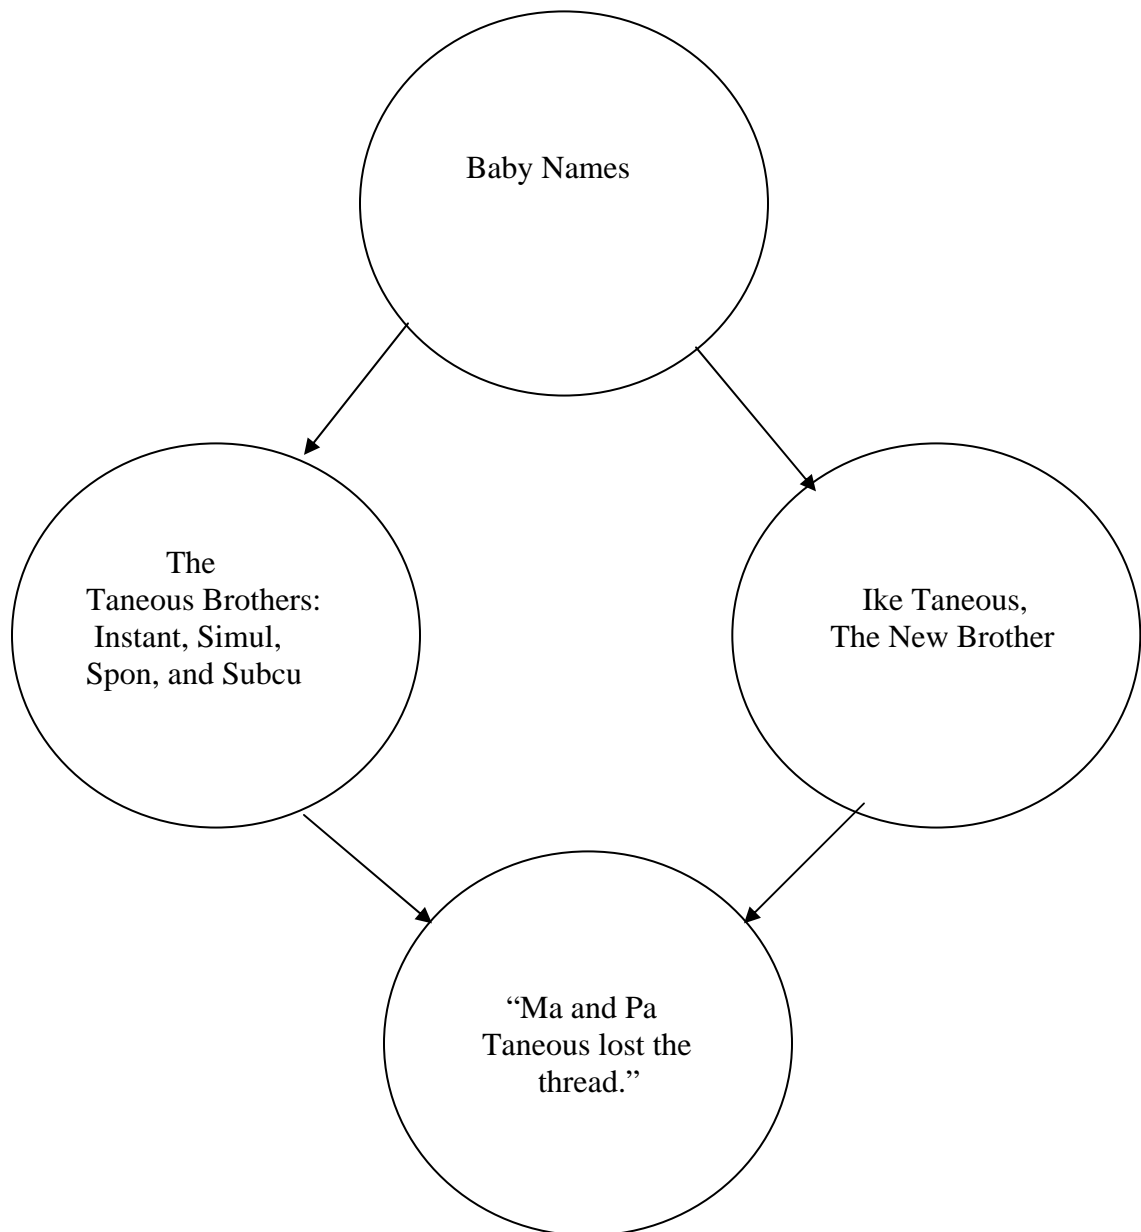 Baby Names
The
Taneous Brothers:
Instant, Simul,
Spon, and Subcu
Ike Taneous,
The New Brother
“Ma and Pa
Taneous lost the
thread.”